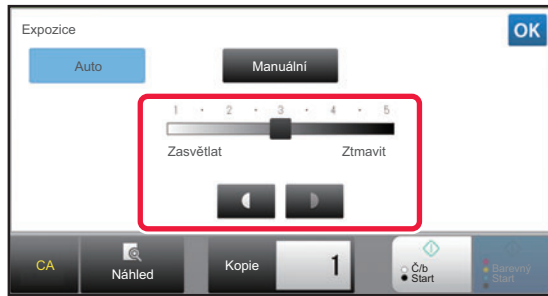 Expozice
OK
Auto
Manuální
1 · 2 · 3 · 4 · 5
Zasvětlat
Ztmavit
CA
Náhled
Kopie
1
Č/b
Start
Barevný
Start